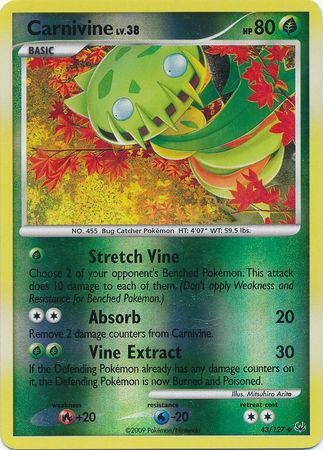 Carnivine LV.38 HP 80
BASIC
NO. 455 Bug Catcher Pokémon HT: 4'07" WT: 59.5 lbs.
Stretch Vine
Choose 2 of your opponent's Benched Pokémon. This attack
does 10 damage to each of them. (Don't apply Weakness and
Resistance for Benched Pokémon.)
Absorb 20
Remove 2 damage counters from Carnivine.
Vine Extract 30
If the Defending Pokémon already has any damage counters on
it, the Defending Pokémon is now Burned and Poisoned.
Illus. Mitsuhiro Arita
weakness resistance retreat cost
+20 -20
©2009 Pokémon/Nintendo 43/127